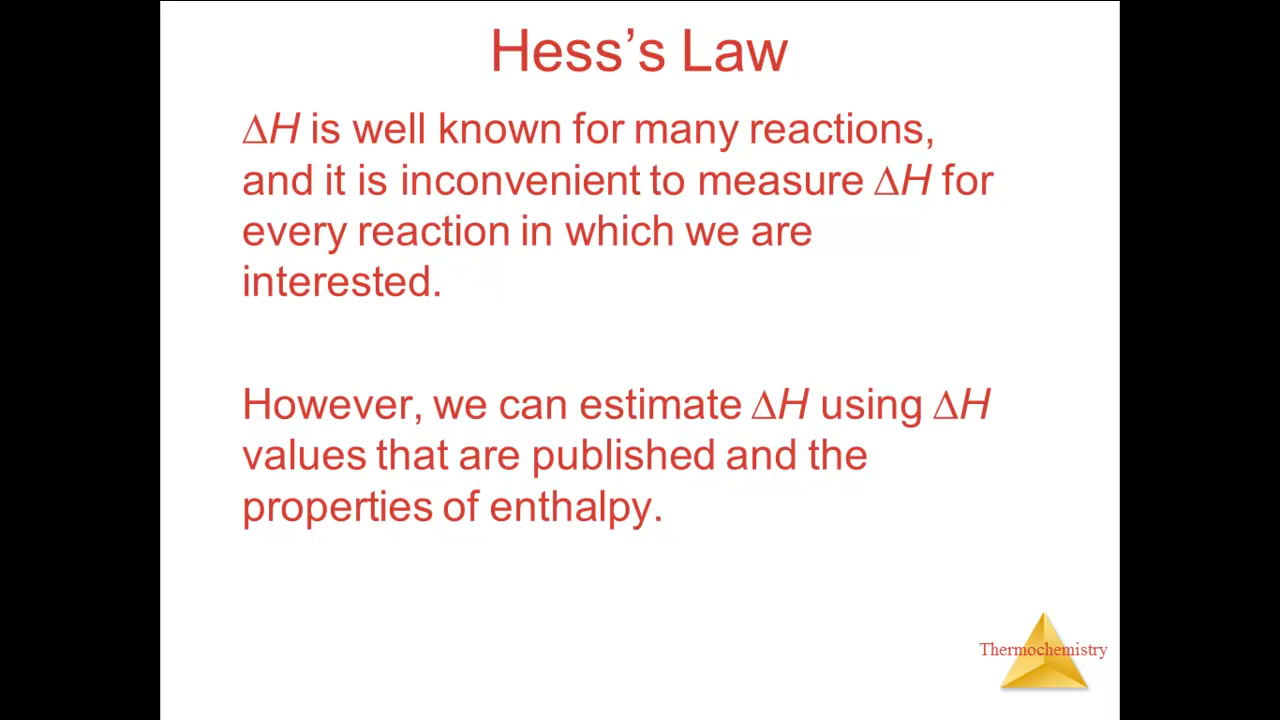 Hess’s Law
ΔH is well known for many reactions,
and it is inconvenient to measure ΔH for
every reaction in which we are
interested.
However, we can estimate ΔH using ΔH
values that are published and the
properties of enthalpy.
Thermochemistry